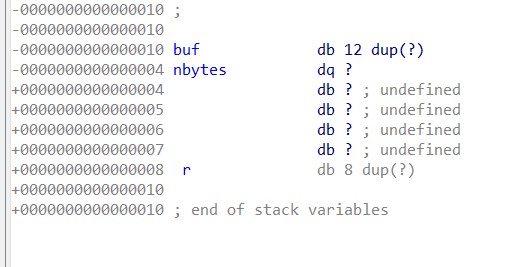 -0000000000000010 ;
-0000000000000010
-0000000000000010 buf db 12 dup(?)
-0000000000000004 nbytes dq ?
+0000000000000004 db ? ; undefined
+0000000000000005 db ? ; undefined
+0000000000000006 db ? ; undefined
+0000000000000007 db ? ; undefined
+0000000000000008 r db 8 dup(?)
+0000000000000010
+0000000000000010 ; end of stack variables